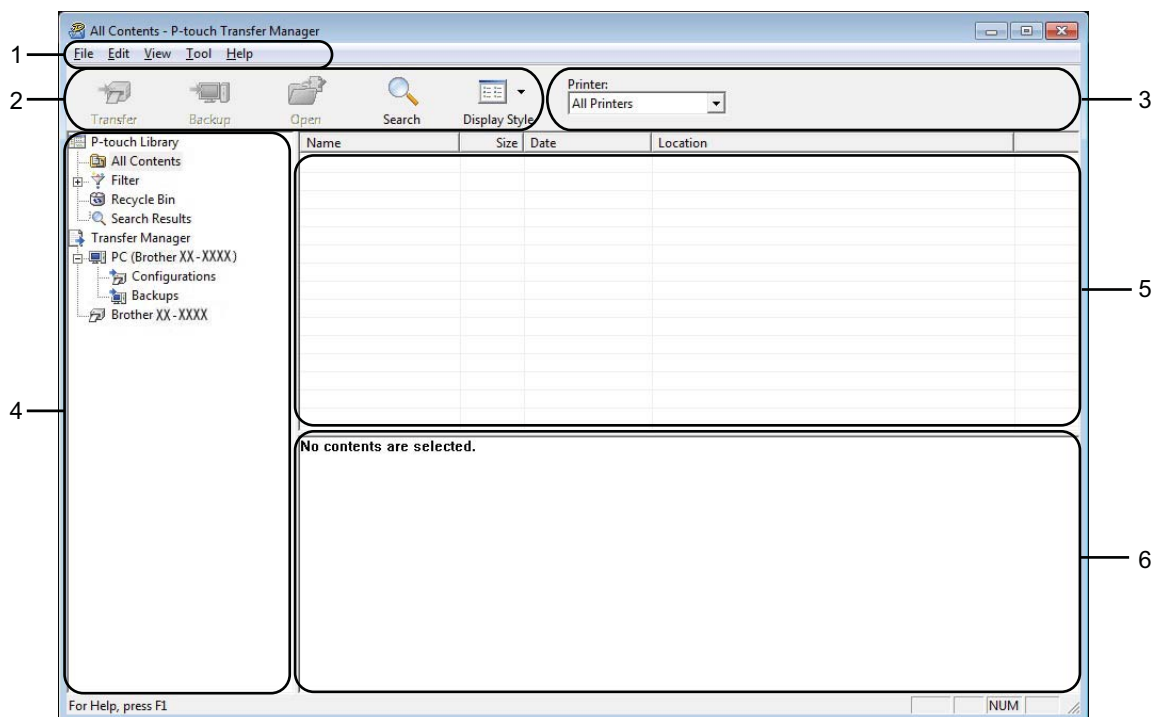 All Contents - P-touch Transfer Manager
1
File Edit View Tool Help
2
Transfer Backup Open Search Display Style
Printer:
All Printers
3
P-touch Library
All Contents
Filter
Recycle Bin
Search Results
Transfer Manager
PC (Brother XX-XXXX)
Configurations
Backups
Brother XX-XXXX
4
Name Size Date Location
5
No contents are selected.
6
For Help, press F1
NUM